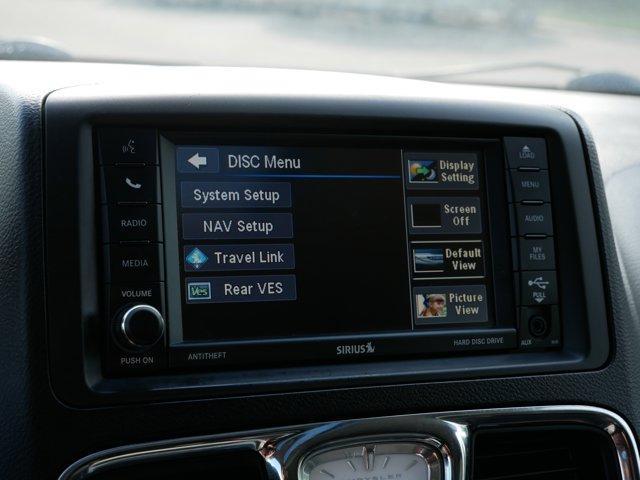 DISC Menu
System Setup
NAV Setup
Travel Link
Ves Rear VES
Display
Setting
Screen
Off
Default
View
Picture
View
RADIO
MEDIA
VOLUME
PUSH ON
LOAD
MENU
AUDIO
MY
FILES
PULL
AUX
ANTITHEFT
SIRIUS
HARD DISC DRIVE
CHRYSLER